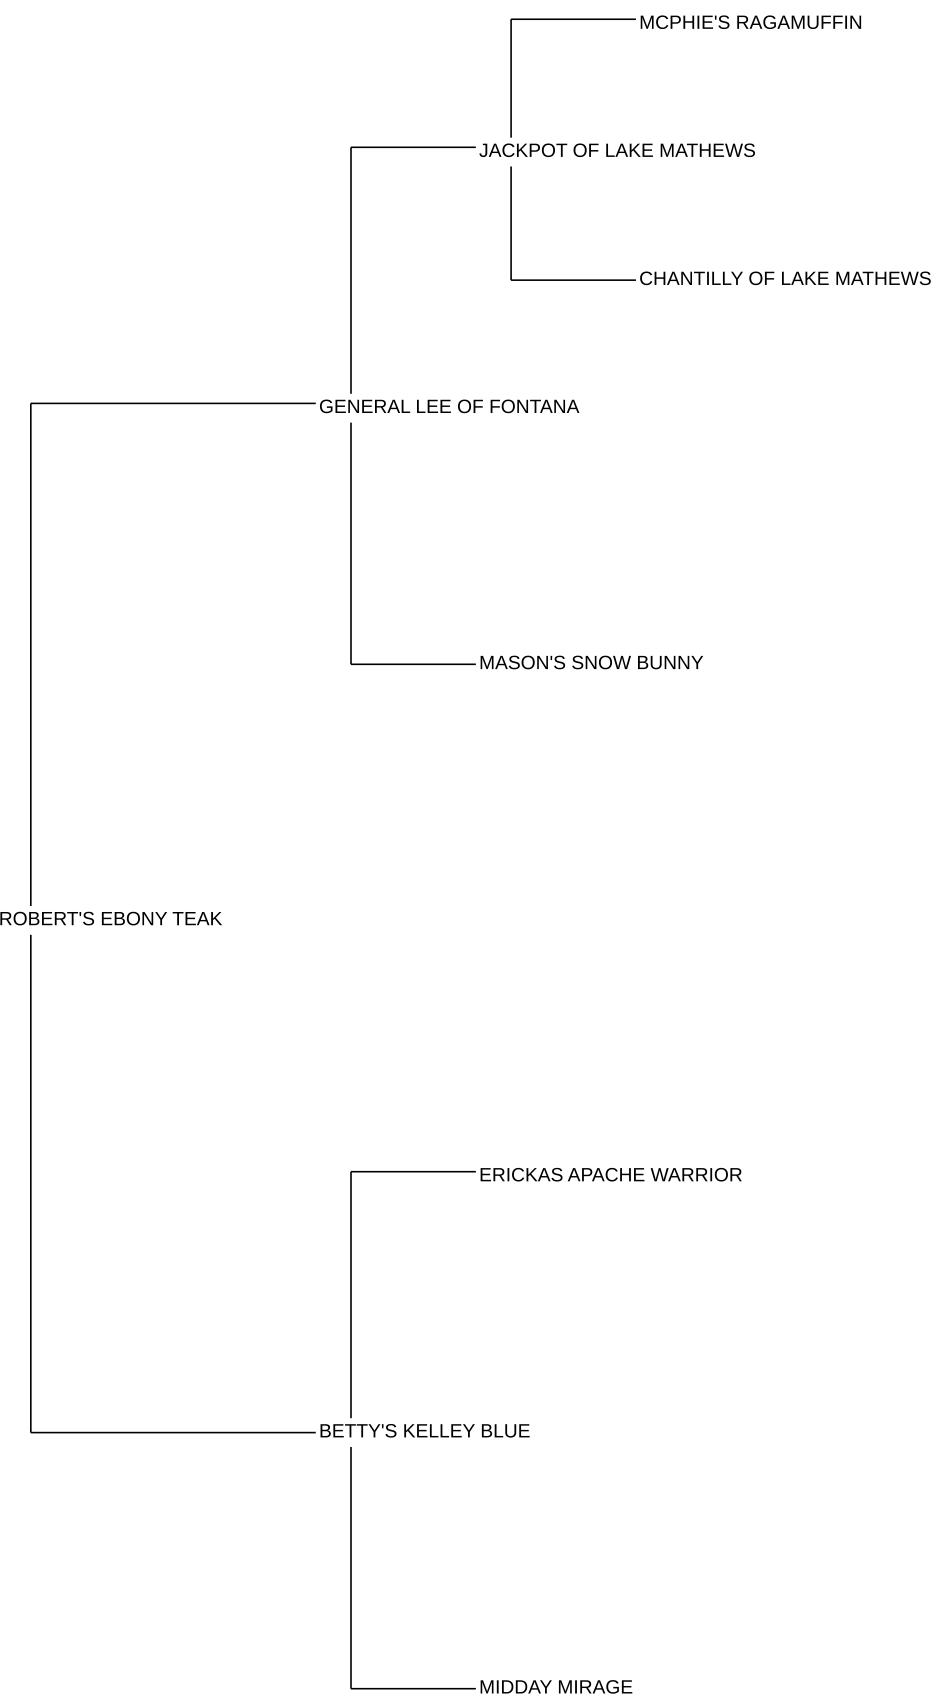 MCPHIE'S RAGAMUFFIN
JACKPOT OF LAKE MATHEWS
CHANTILLY OF LAKE MATHEWS
GENERAL LEE OF FONTANA
MASON'S SNOW BUNNY
ROBERT'S EBONY TEAK
ERICKAS APACHE WARRIOR
BETTY'S KELLEY BLUE
MIDDAY MIRAGE